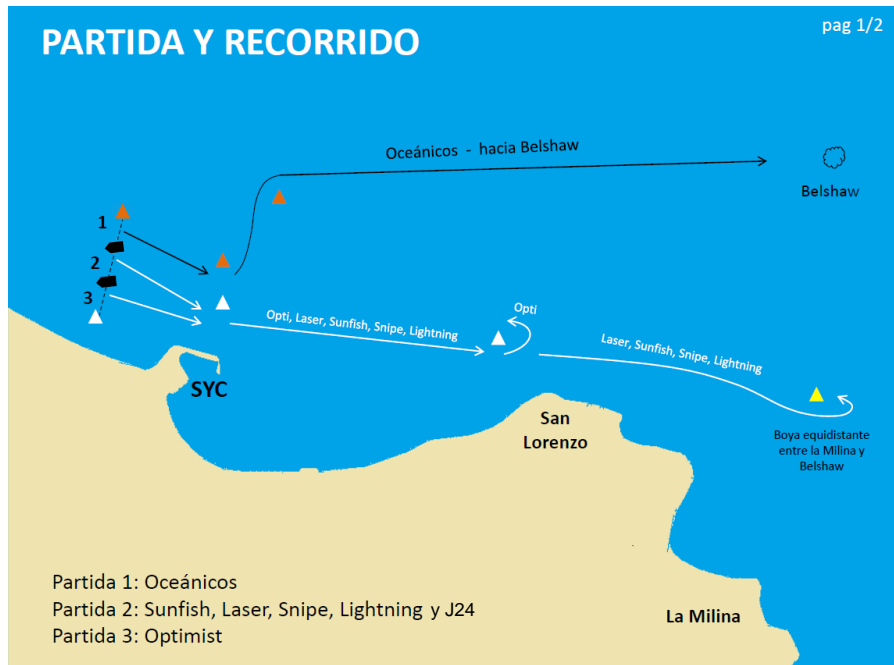 PARTIDA Y RECORRIDO
pag 1/2
Oceánicos - hacia Belshaw
Belshaw
1
2
3
Opti, Laser, Sunfish, Snipe, Lightning
Opti
Laser, Sunfish, Snipe, Lightning
SYC
San
Lorenzo
Boya equidistante
entre la Milina y
Belshaw
La Milina
Partida 1: Oceánicos
Partida 2: Sunfish, Laser, Snipe, Lightning y J24
Partida 3: Optimist